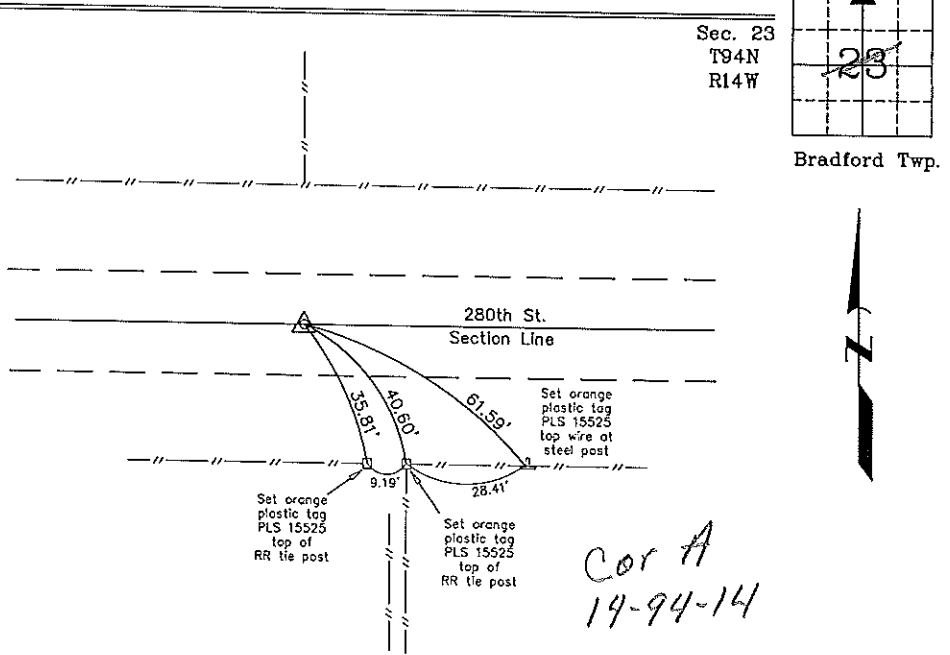 Sec. 23
T94N
R14W
23
Bradford Twp.
N
280th St.
Section Line
35.81'
40.60'
61.59'
Set orange
plastic tag
PLS 15525
top wire at
steel post
9.19'
28.41'
Set orange
plastic tag
PLS 15525
top of
RR tie post
Set orange
plastic tag
PLS 15525
top of
RR tie post
Cor A
14-94-14